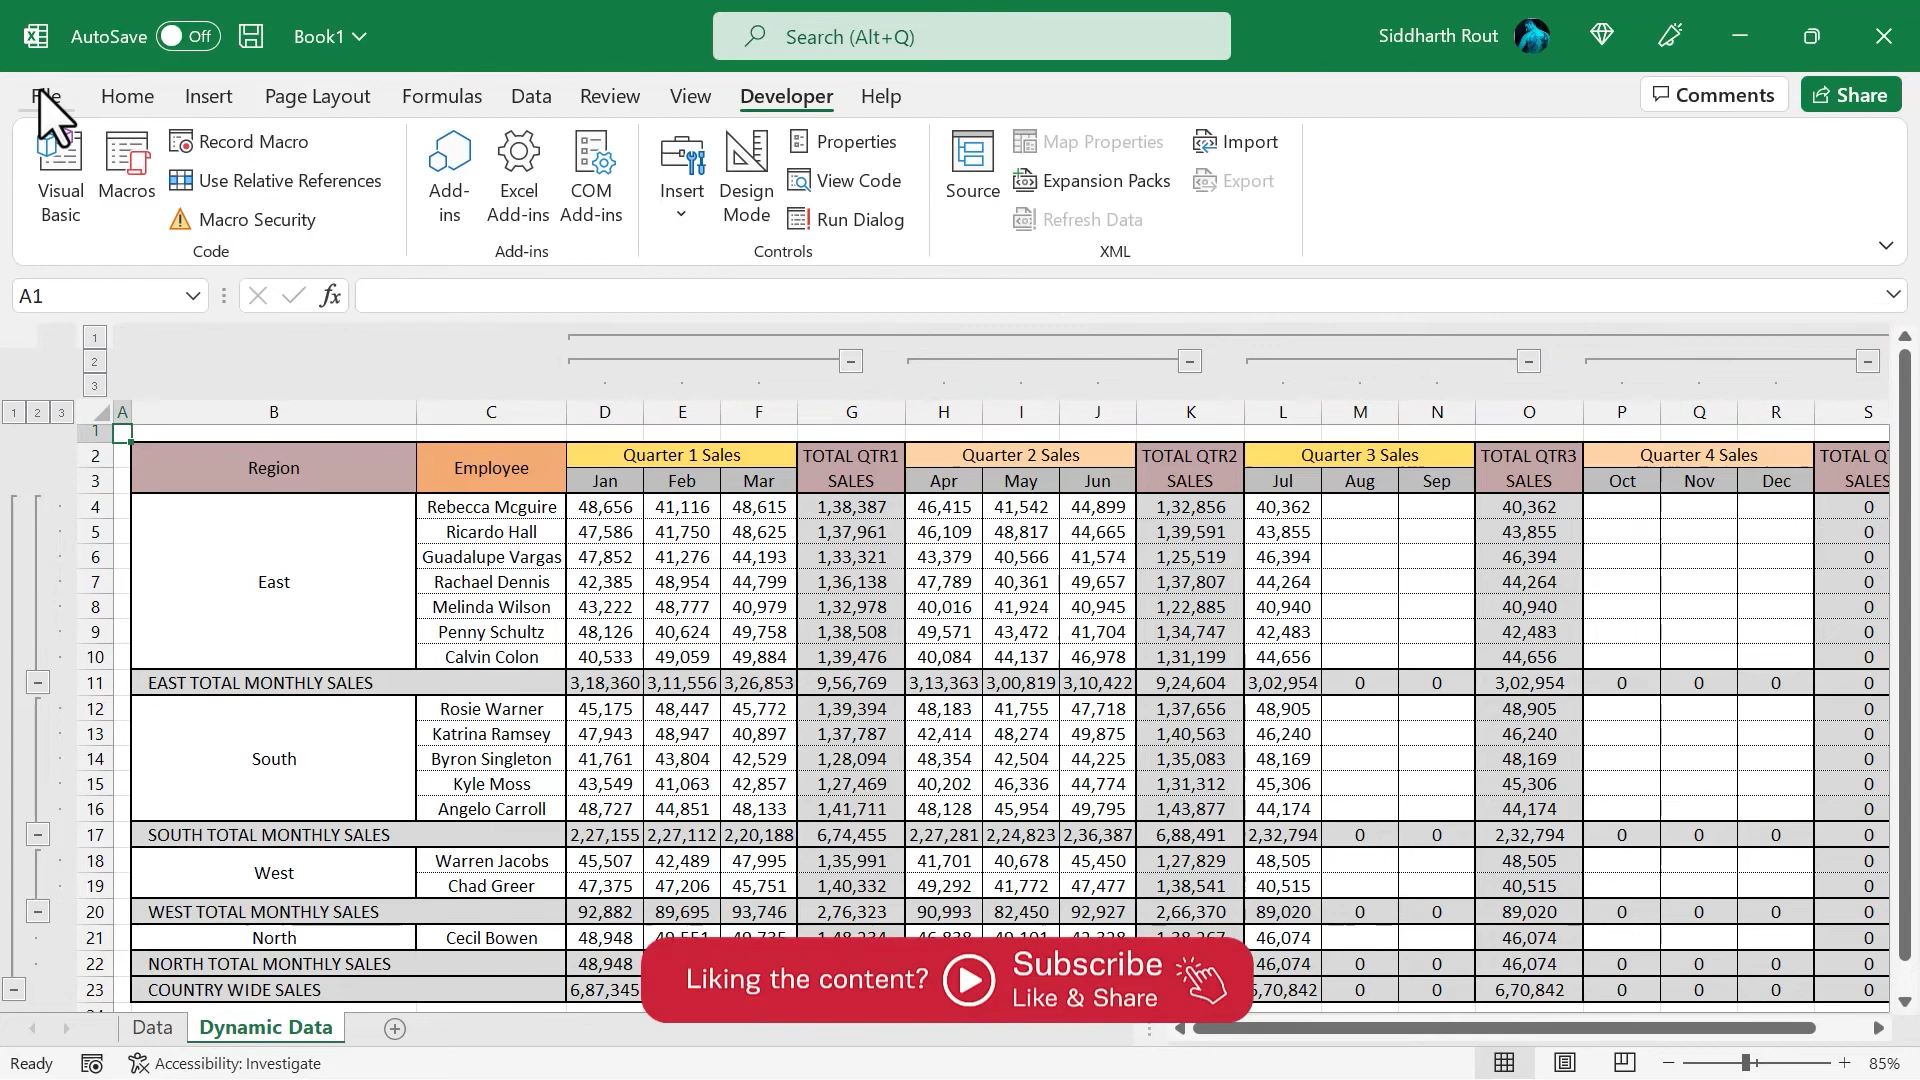 AutoSave Off Book1 Search (Alt+Q) Siddharth Rout
File Home Insert Page Layout Formulas Data Review View Developer Help Comments Share
Visual Basic Macros Record Macro Use Relative References Macro Security
Add-ins Excel Add-ins COM Add-ins
Insert Design Mode Properties View Code Run Dialog
Source Map Properties Expansion Packs Refresh Data Import Export
Code Add-ins Controls XML
A1 fx
1
2
3
1 2 3 A B C D E F G H I J K L M N O P Q R S
1
2 Region Employee Quarter 1 Sales TOTAL QTR1 SALES Quarter 2 Sales TOTAL QTR2 SALES Quarter 3 Sales TOTAL QTR3 SALES Quarter 4 Sales TOTAL SALES
3 Jan Feb Mar Apr May Jun Jul Aug Sep Oct Nov Dec
4 Rebecca Mcguire 48,656 41,116 48,615 1,38,387 46,415 41,542 44,899 1,32,856 40,362 40,362 0
5 Ricardo Hall 47,586 41,750 48,625 1,37,961 46,109 48,817 44,665 1,39,591 43,855 43,855 0
6 Guadalupe Vargas 47,852 41,276 44,193 1,33,321 43,379 40,566 41,574 1,25,519 46,394 46,394 0
7 East Rachael Dennis 42,385 48,954 44,799 1,36,138 47,789 40,361 49,657 1,37,807 44,264 44,264 0
8 Melinda Wilson 43,222 48,777 40,979 1,32,978 40,016 41,924 40,945 1,22,885 40,940 40,940 0
9 Penny Schultz 48,126 40,624 49,758 1,38,508 49,571 43,472 41,704 1,34,747 42,483 42,483 0
10 Calvin Colon 40,533 49,059 49,884 1,39,476 40,084 44,137 46,978 1,31,199 44,656 44,656 0
11 EAST TOTAL MONTHLY SALES 3,18,360 3,11,556 3,26,853 9,56,769 3,13,363 3,00,819 3,10,422 9,24,604 3,02,954 0 0 3,02,954 0 0 0 0
12 Rosie Warner 45,175 48,447 45,772 1,39,394 48,183 41,755 47,718 1,37,656 48,905 48,905 0
13 Katrina Ramsey 47,943 48,947 40,897 1,37,787 42,414 48,274 49,875 1,40,563 46,240 46,240 0
14 South Byron Singleton 41,761 43,804 42,529 1,28,094 48,354 42,504 44,225 1,35,083 48,169 48,169 0
15 Kyle Moss 43,549 41,063 42,857 1,27,469 40,202 46,336 44,774 1,31,312 45,306 45,306 0
16 Angelo Carroll 48,727 44,851 48,133 1,41,711 48,128 45,954 49,795 1,43,877 44,174 44,174 0
17 SOUTH TOTAL MONTHLY SALES 2,27,155 2,27,112 2,20,188 6,74,455 2,27,281 2,24,823 2,36,387 6,88,491 2,32,794 0 0 2,32,794 0 0 0 0
18 West Warren Jacobs 45,507 42,489 47,995 1,35,991 41,701 40,678 45,450 1,27,829 48,505 48,505 0
19 Chad Greer 47,375 47,206 45,751 1,40,332 49,292 41,772 47,477 1,38,541 40,515 40,515 0
20 WEST TOTAL MONTHLY SALES 92,882 89,695 93,746 2,76,323 90,993 82,450 92,927 2,66,370 89,020 0 0 89,020 0 0 0 0
21 North Cecil Bowen 48,948 46,074 46,074 0
22 NORTH TOTAL MONTHLY SALES 48,948 46,074 0 0 46,074 0 0 0 0
23 COUNTRY WIDE SALES 6,87,345 6,70,842 0 0 6,70,842 0 0 0 0
Liking the content? Subscribe
Like & Share
Data Dynamic Data
Ready Accessibility: Investigate 85%